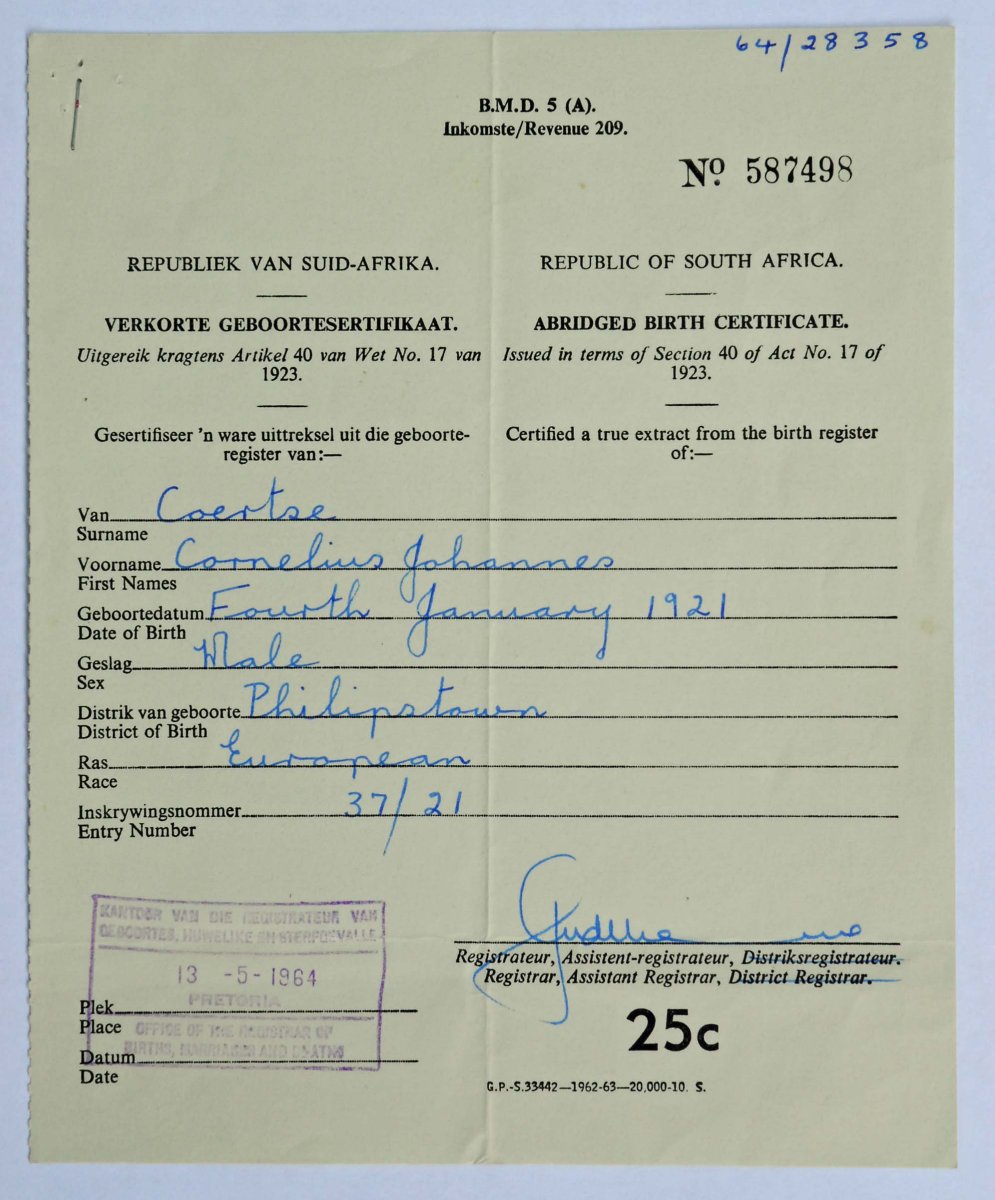 64/28358
B.M.D. 5 (A).
Inkomste/Revenue 209.
Nº 587498
REPUBLIEK VAN SUID-AFRIKA.
VERKORTE GEBOORTESERTIFIKAAT.
Uitgereik kragtens Artikel 40 van Wet No. 17 van
1923.
Gesertifiseer 'n ware uittreksel uit die geboorte-
register van:—
REPUBLIC OF SOUTH AFRICA.
ABRIDGED BIRTH CERTIFICATE.
Issued in terms of Section 40 of Act No. 17 of
1923.
Certified a true extract from the birth register
of:—
Van Coertse
Surname
Voorname Cornelius Johannes
First Names
Geboortedatum Fourth January 1921
Date of Birth
Geslag Male
Sex
Distrik van geboorte Philipstown
District of Birth
Ras European
Race
Inskrywingsnommer 37/21
Entry Number
KANTOOR VAN DIE REGISTRATEUR VAN
GEBOORTES, HUWELIKE EN STERFGEVALLE
13 -5-1964
PRETORIA
OFFICE OF THE REGISTRAR OF
BIRTHS, MARRIAGES AND DEATHS
Plek
Place
Datum
Date
Registrateur, Assistent-registrateur, Distriksregistrateur.
Registrar, Assistant Registrar, District Registrar.
25c
G.P.-S.33442—1962-63—20,000-10. S.